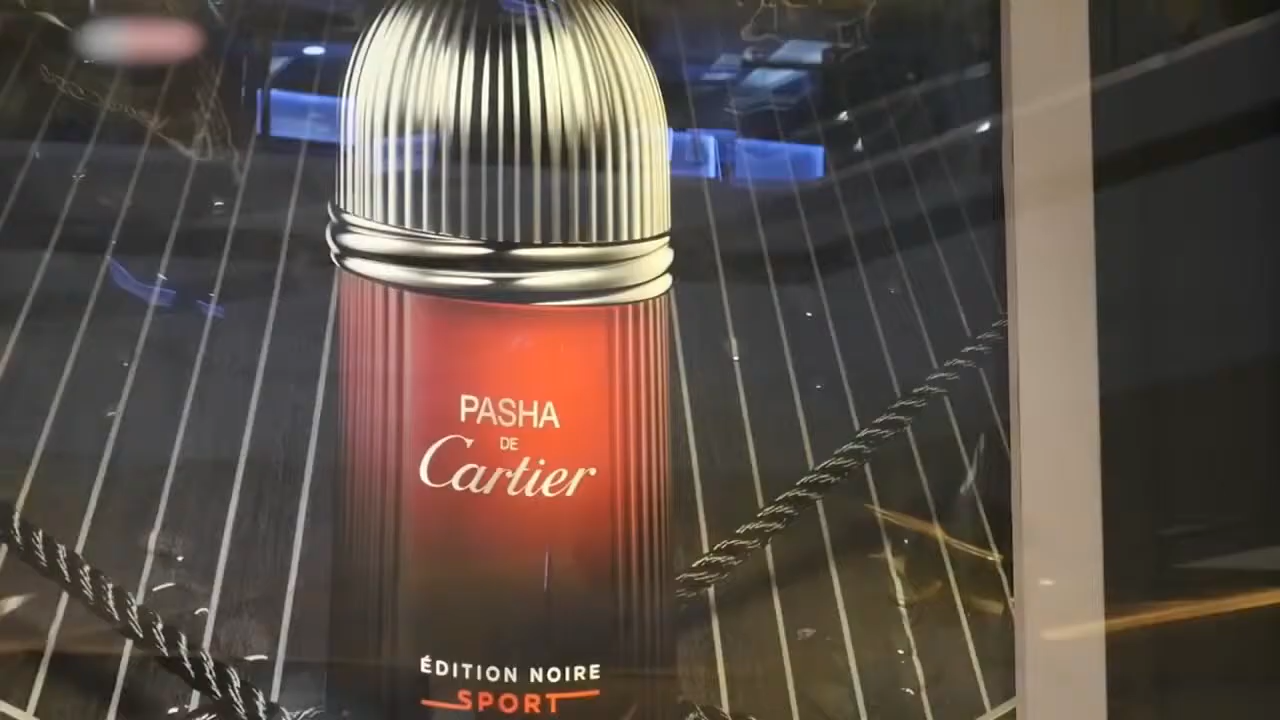 PASHA
DE
Cartier
ÉDITION NOIRE
SPORT